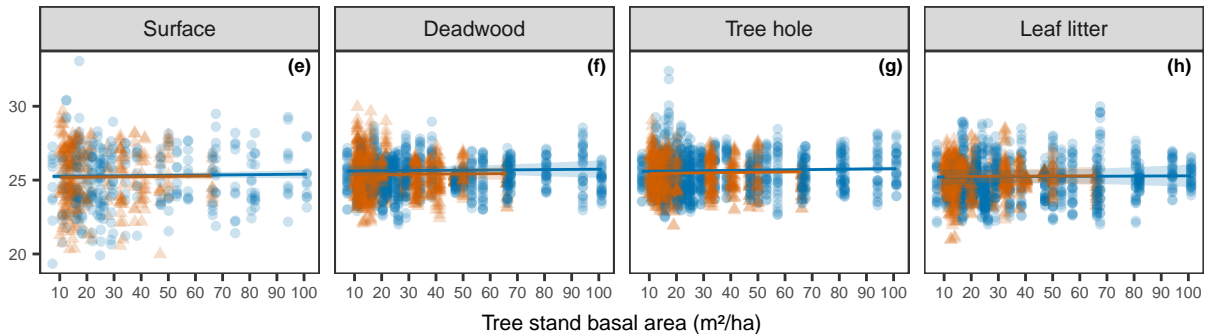 Surface Deadwood Tree hole Leaf litter
(e) (f) (g) (h)
30
25
20
10 20 30 40 50 60 70 80 90 100 10 20 30 40 50 60 70 80 90 100 10 20 30 40 50 60 70 80 90 100 10 20 30 40 50 60 70 80 90 100
Tree stand basal area (m²/ha)